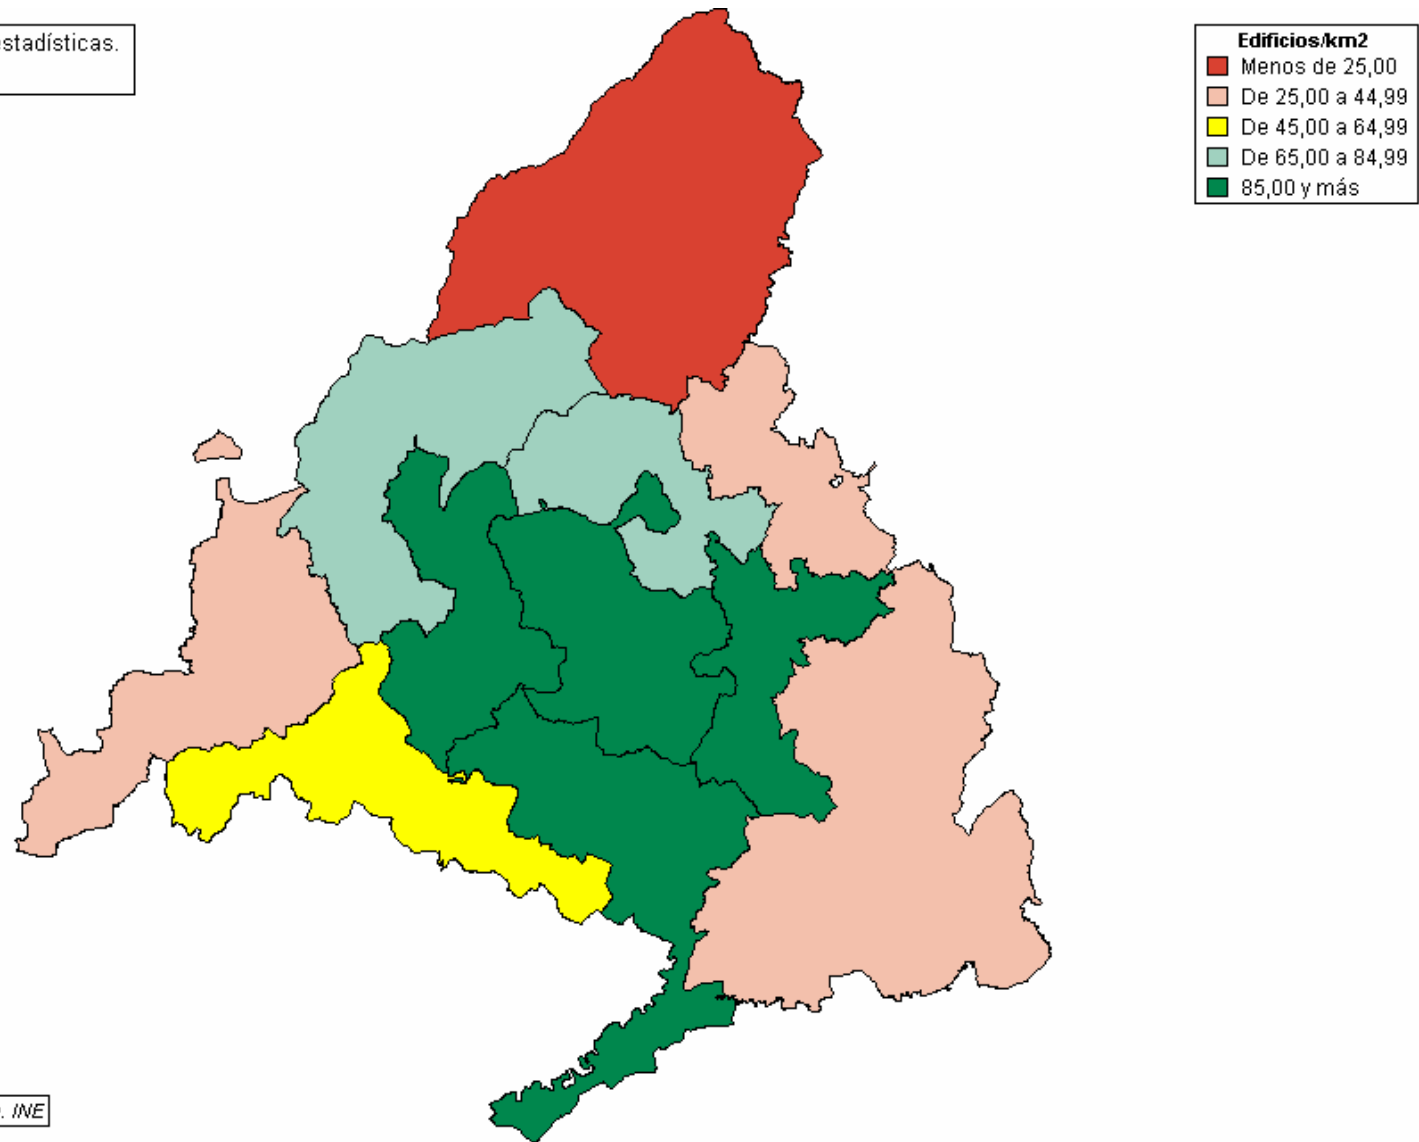 estadísticas.
Edificios/km2
Menos de 25,00
De 25,00 a 44,99
De 45,00 a 64,99
De 65,00 a 84,99
85,00 y más
. INE